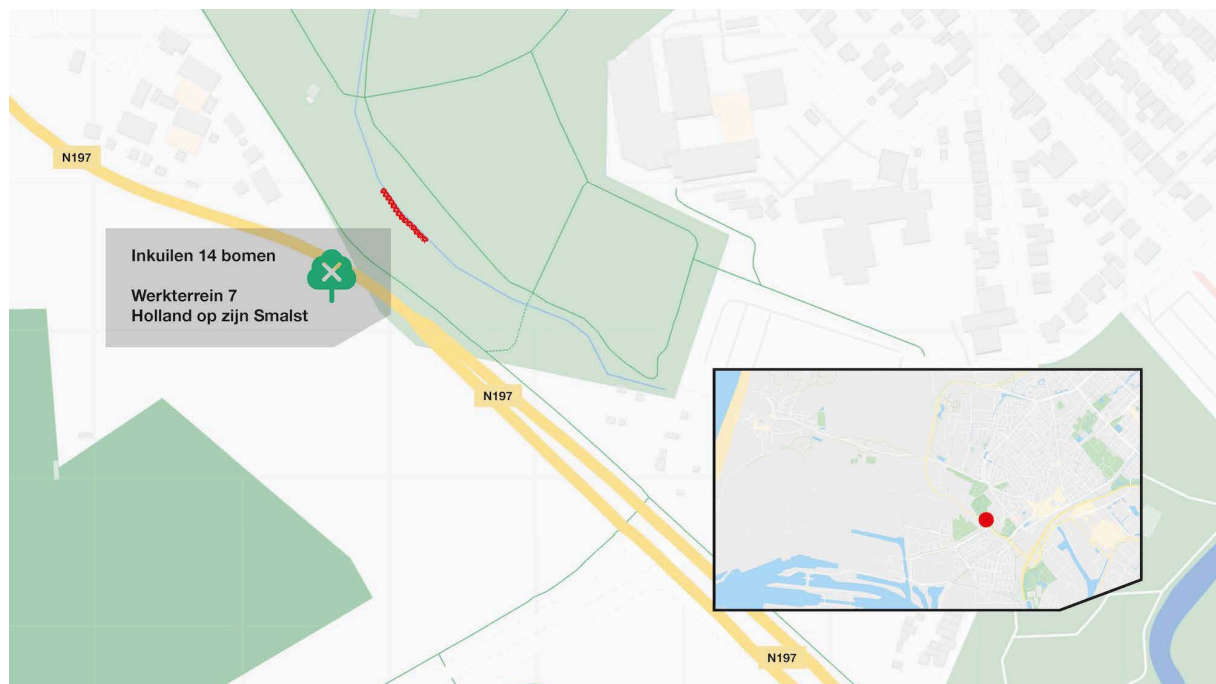 N197
Inkuilen 14 bomen
Werkterrein 7
Holland op zijn Smalst
N197
N197